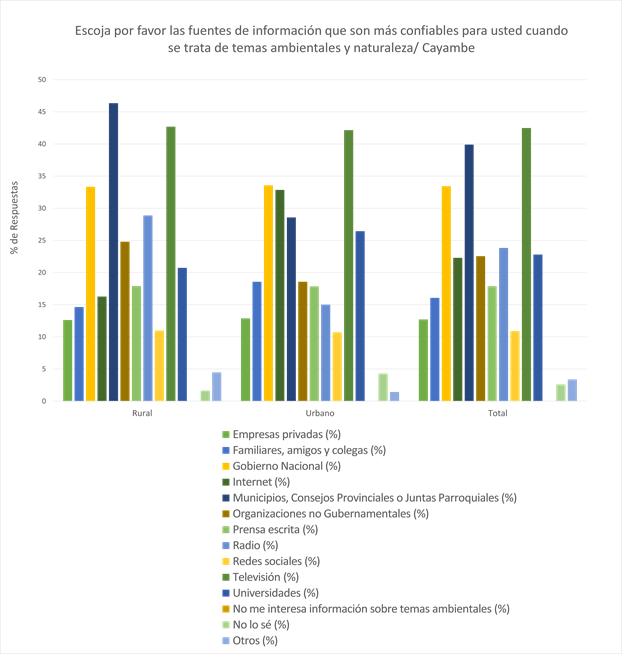 Escoja por favor las fuentes de información que son más confiables para usted cuando
se trata de temas ambientales y naturaleza/ Cayambe
% de Respuestas
50
45
40
35
30
25
20
15
10
5
0
Rural Urbano Total
Empresas privadas (%)
Familiares, amigos y colegas (%)
Gobierno Nacional (%)
Internet (%)
Municipios, Consejos Provinciales o Juntas Parroquiales (%)
Organizaciones no Gubernamentales (%)
Prensa escrita (%)
Radio (%)
Redes sociales (%)
Televisión (%)
Universidades (%)
No me interesa información sobre temas ambientales (%)
No lo sé (%)
Otros (%)